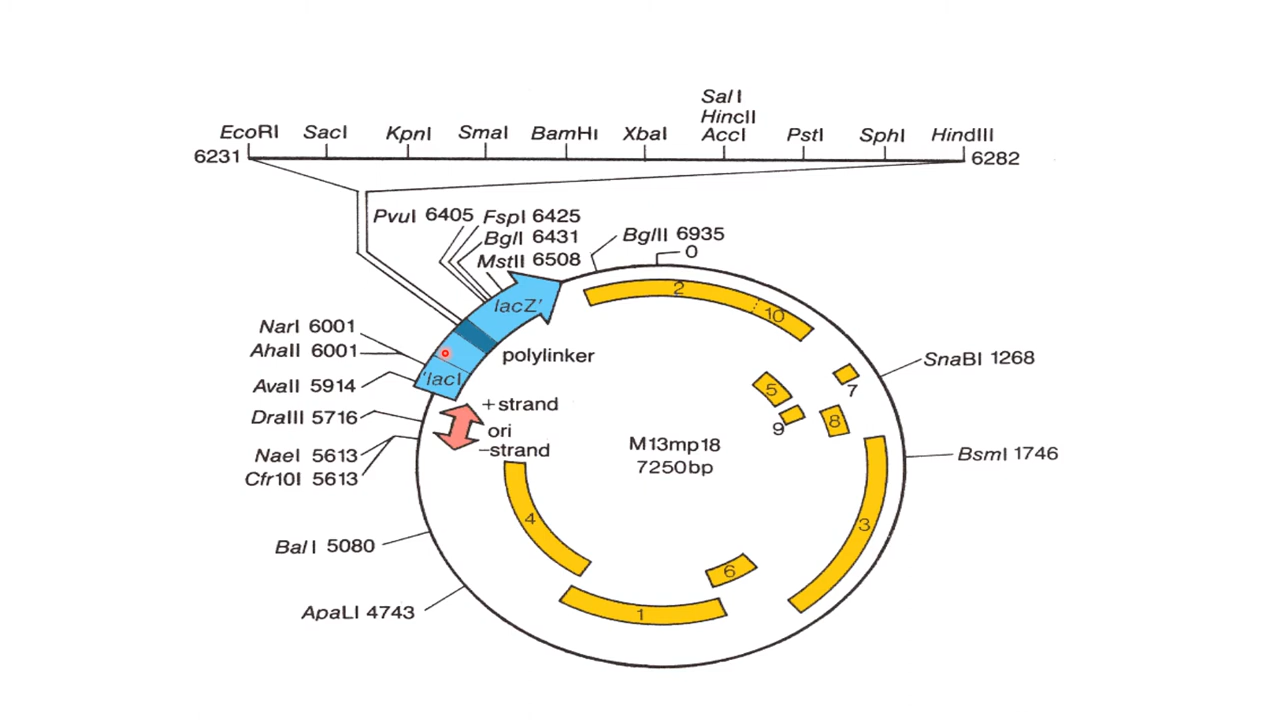 SalI
HincII
EcoRI SacI KpnI SmaI BamHI XbaI AccI PstI SphI HindIII
6231 6282
PvuI 6405 FspI 6425
BglI 6431
MstII 6508
BglII 6935
0
2
10
lacZ'
polylinker
'lacI
NarI 6001
AhaII 6001
AvaII 5914
DraIII 5716
NaeI 5613
Cfr10I 5613
BalI 5080
ApaLI 4743
+strand
ori
−strand
SnaBI 1268
BsmI 1746
5
7
9
8
M13mp18
7250bp
4
3
6
1